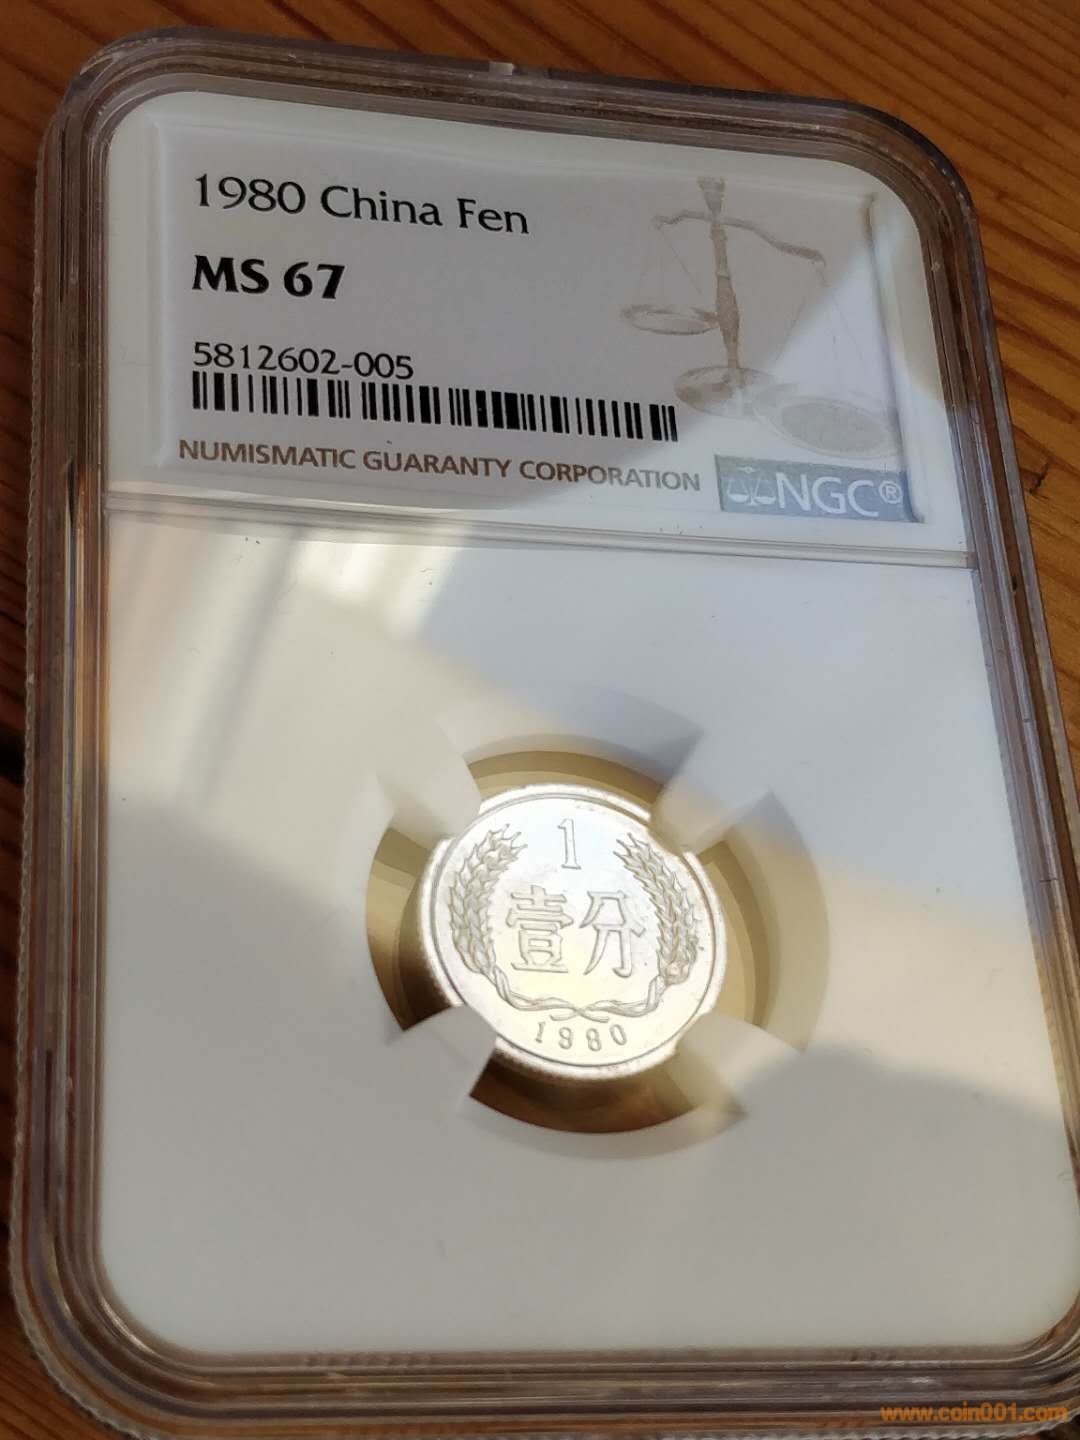 1980 China Fen
MS 67
5812602-005
NUMISMATIC GUARANTY CORPORATION
NGC®
1
壹分
1980
www.coin001.com